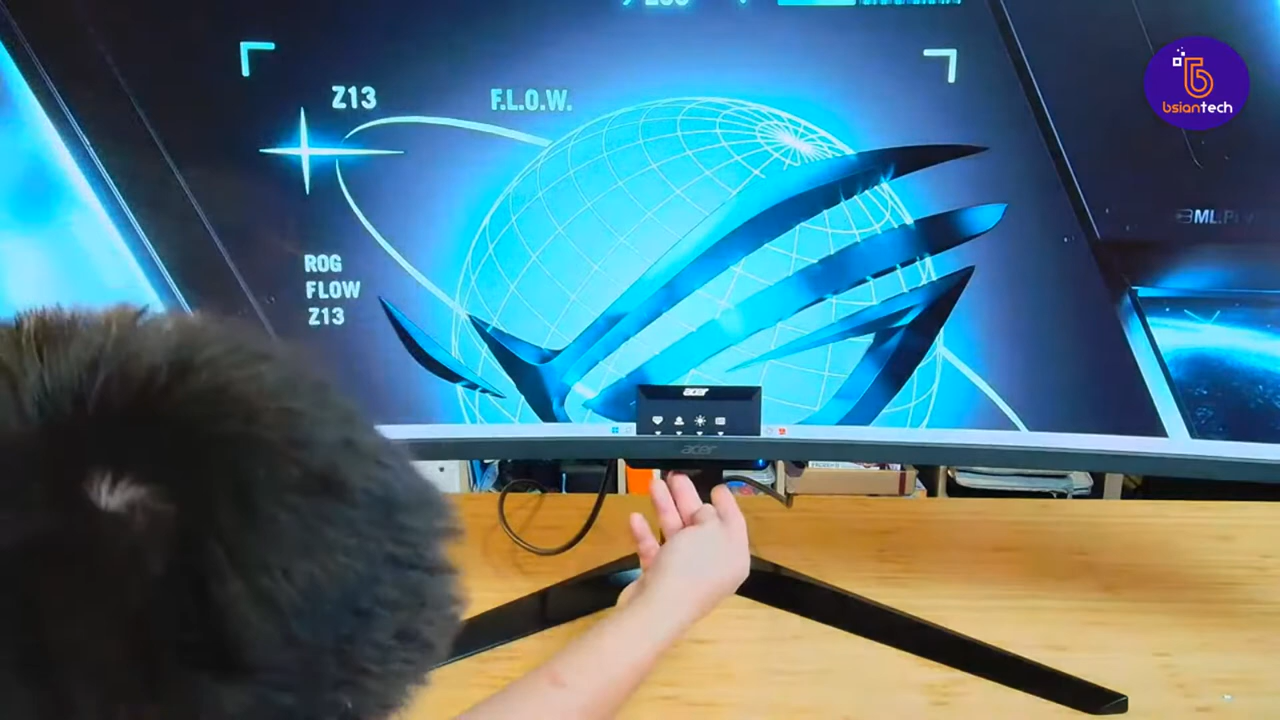 Z13
F.L.O.W.
bsiantech
ROG
FLOW
Z13
acer
acer